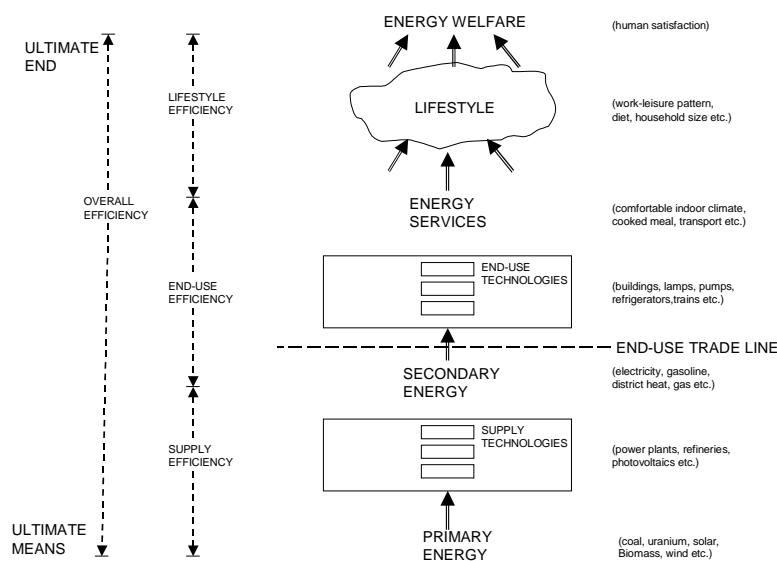 ENERGY WELFARE
(human satisfaction)
ULTIMATE
END
LIFESTYLE
EFFICIENCY
LIFESTYLE
(work-leisure pattern,
diet, household size etc.)
OVERALL
EFFICIENCY
ENERGY
SERVICES
(comfortable indoor climate,
cooked meal, transport etc.)
END-USE
EFFICIENCY
END-USE
TECHNOLOGIES
(buildings, lamps, pumps,
refrigerators,trains etc.)
END-USE,TRADE LINE
SECONDARY
ENERGY
(electricity, gasoline,
district heat, gas etc.)
SUPPLY
EFFICIENCY
SUPPLY
TECHNOLOGIES
(power plants, refineries,
photovoltaics etc.)
ULTIMATE
MEANS
PRIMARY
ENERGY
(coal, uranium, solar,
Biomass, wind etc.)